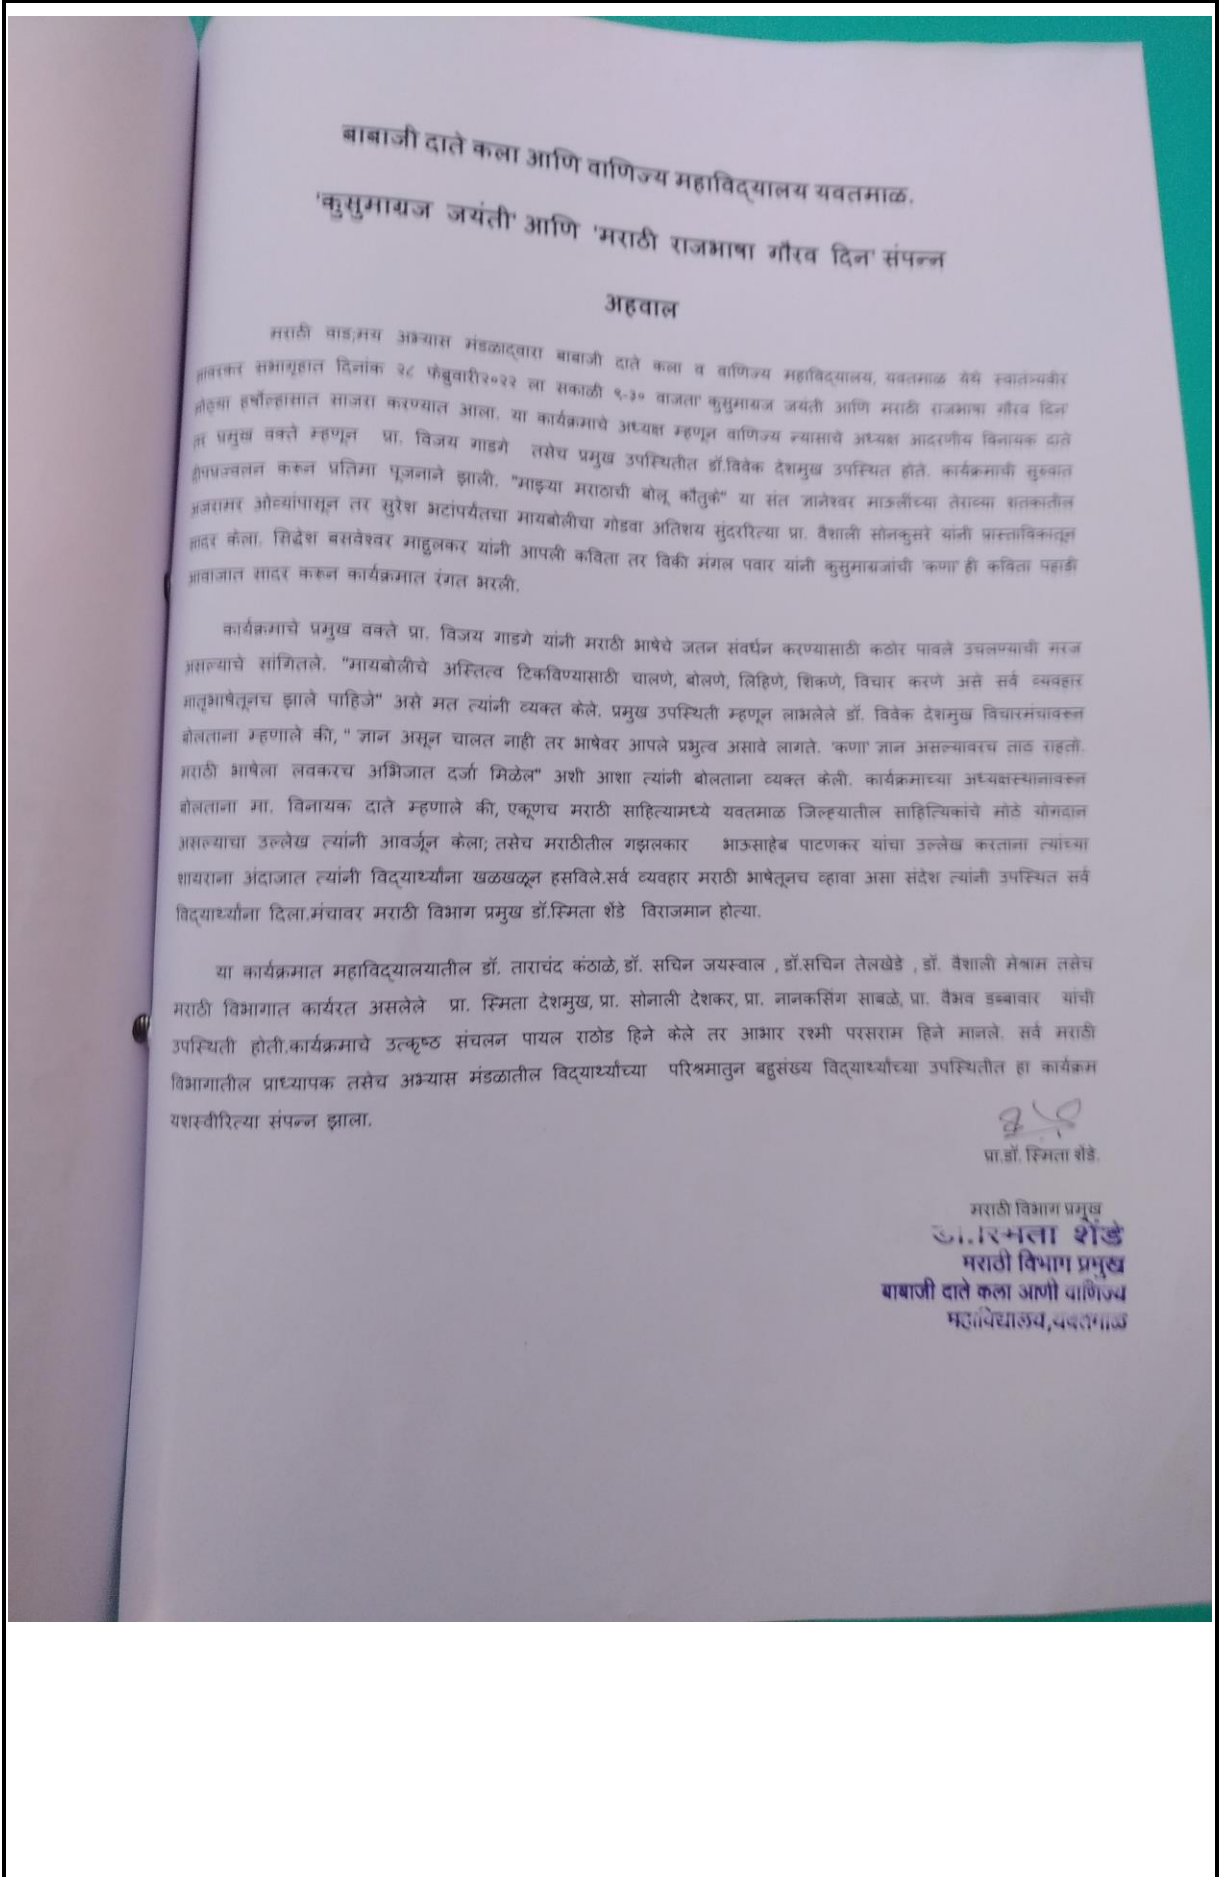 बाबाजी दाते कला आणि वाणिज्य महाविद्यालय यवतमाळ.
'कुसुमाग्रज जयंती' आणि 'मराठी राजभाषा गौरव दिन' संपन्न
अहवाल
मराठी वाड;मय अभ्यास मंडळाद्वारा बाबाजी दाते कला व वाणिज्य महाविद्यालय, यवतमाळ येथे स्वातंत्र्यवीर
सभागृहात दिनांक २८ फेब्रुवारी२०२२ ला सकाळी ९-३० वाजता' कुसुमाग्रज जयंती आणि मराठी राजभाषा गौरव दिन'
हर्षोल्हासात साजरा करण्यात आला. या कार्यक्रमाचे अध्यक्ष म्हणून वाणिज्य न्यासाचे अध्यक्ष आदरणीय विनायक दाते
तर प्रमुख वक्ते म्हणून प्रा. विजय गाडगे तसेच प्रमुख उपस्थितीत डॉ.विवेक देशमुख उपस्थित होते. कार्यक्रमाची सुरुवात
दीपप्रज्वलन करून प्रतिमा पूजनाने झाली. "माझ्या मराठाची बोलू कौतुके" या संत ज्ञानेश्वर माऊलींच्या तेराव्या शतकातील
अजरामर ओव्यांपासून तर सुरेश भटांपर्यंतचा मायबोलीचा गोडवा अतिशय सुंदररित्या प्रा. वैशाली सोनकुसरे यांनी प्रास्ताविकातून
सादर केला. सिद्धेश बसवेश्वर माहुलकर यांनी आपली कविता तर विकी मंगल पवार यांनी कुसुमाग्रजांची 'कणा' ही कविता पहाडी
आवाजात सादर करून कार्यक्रमात रंगत भरली.
कार्यक्रमाचे प्रमुख वक्ते प्रा. विजय गाडगे यांनी मराठी भाषेचे जतन संवर्धन करण्यासाठी कठोर पावले उचलण्याची गरज
असल्याचे सांगितले. "मायबोलीचे अस्तित्व टिकविण्यासाठी चालणे, बोलणे, लिहिणे, शिकणे, विचार करणे असे सर्व व्यवहार
मातृभाषेतूनच झाले पाहिजे" असे मत त्यांनी व्यक्त केले. प्रमुख उपस्थिती म्हणून लाभलेले डॉ. विवेक देशमुख विचारमंचावरून
बोलताना म्हणाले की, " ज्ञान असून चालत नाही तर भाषेवर आपले प्रभुत्व असावे लागते. 'कणा' ज्ञान असल्यावरच ताठ राहतो.
मराठी भाषेला लवकरच अभिजात दर्जा मिळेल" अशी आशा त्यांनी बोलताना व्यक्त केली. कार्यक्रमाच्या अध्यक्षस्थानावरून
बोलताना मा. विनायक दाते म्हणाले की, एकूणच मराठी साहित्यामध्ये यवतमाळ जिल्हयातील साहित्यिकांचे मोठे योगदान
असल्याचा उल्लेख त्यांनी आवर्जून केला; तसेच मराठीतील गझलकार भाऊसाहेब पाटणकर यांचा उल्लेख करताना त्यांच्या
शायराना अंदाजात त्यांनी विद्यार्थ्यांना खळखळून हसविले.सर्व व्यवहार मराठी भाषेतूनच व्हावा असा संदेश त्यांनी उपस्थित सर्व
विद्यार्थ्यांना दिला.मंचावर मराठी विभाग प्रमुख डॉ.स्मिता शेंडे विराजमान होत्या.
या कार्यक्रमात महाविद्यालयातील डॉ. ताराचंद कंठाळे, डॉ. सचिन जयस्वाल , डॉ.सचिन तेलखेडे , डॉ. वैशाली मेश्राम तसेच
मराठी विभागात कार्यरत असलेले प्रा. स्मिता देशमुख, प्रा. सोनाली देशकर, प्रा. नानकसिंग साबळे, प्रा. वैभव डब्बावार यांची
उपस्थिती होती.कार्यक्रमाचे उत्कृष्ठ संचलन पायल राठोड हिने केले तर आभार रश्मी परसराम हिने मानले. सर्व मराठी
विभागातील प्राध्यापक तसेच अभ्यास मंडळातील विद्यार्थ्यांच्या परिश्रमातुन बहुसंख्य विद्यार्थ्यांच्या उपस्थितीत हा कार्यक्रम
यशस्वीरित्या संपन्न झाला.
प्रा.डॉ. स्मिता शेंडे.
मराठी विभाग प्रमुख
डॉ.स्मिता शेंडे
मराठी विभाग प्रमुख
बाबाजी दाते कला आणी वाणिज्य
महाविद्यालय,यवतमाळ